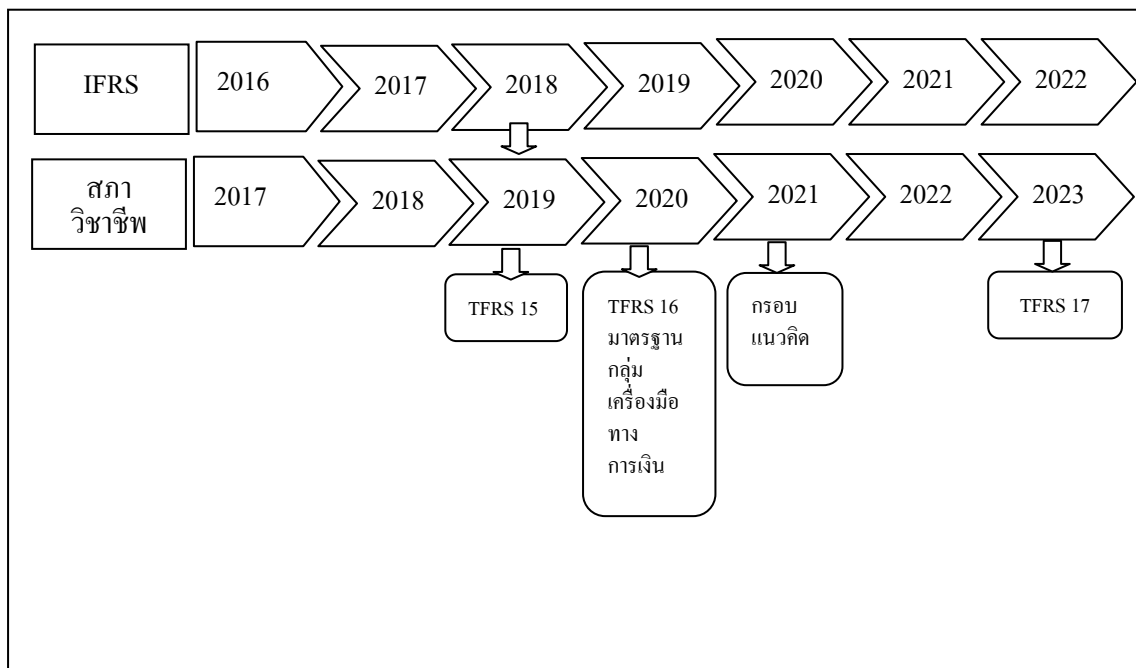 IFRS
2016
2017
2018
2019
2020
2021
2022
สภา
วิชาชีพ
2017
2018
2019
2020
2021
2022
2023
TFRS 15
TFRS 16
มาตรฐาน
กลุ่ม
เครื่องมือ
ทาง
การเงิน
กรอบ
แนวคิด
TFRS 17